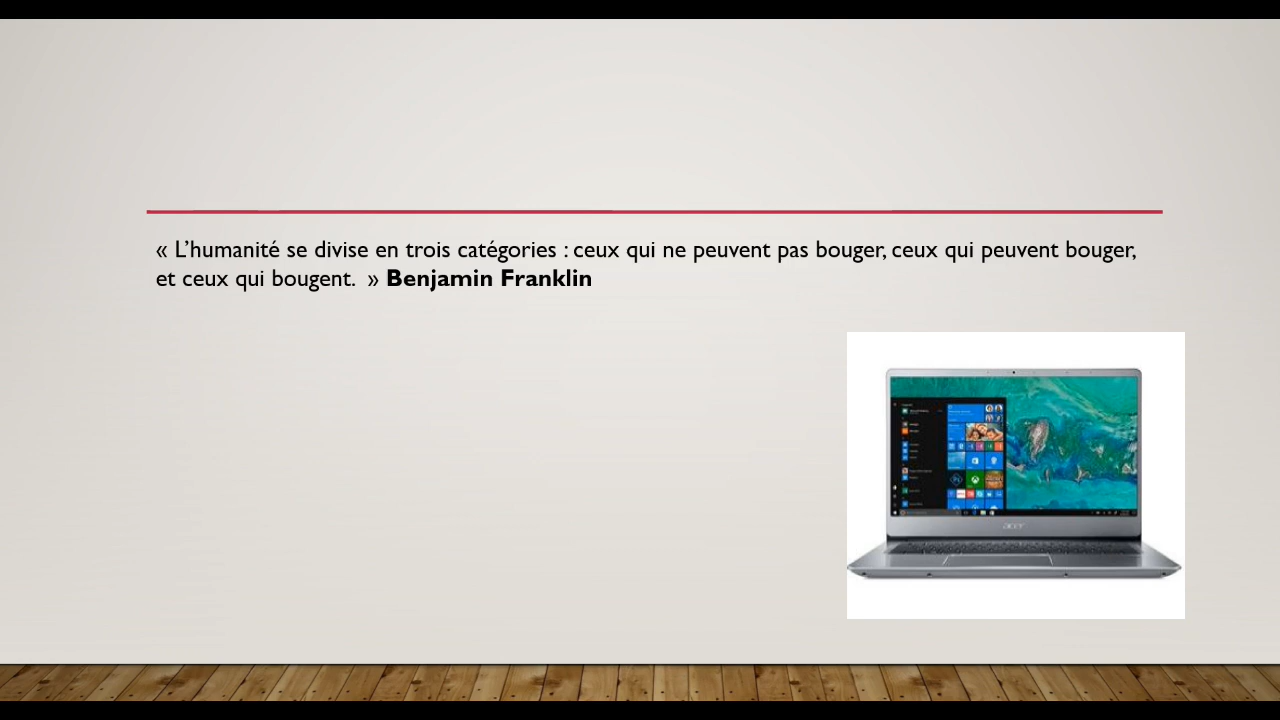 « L’humanité se divise en trois catégories : ceux qui ne peuvent pas bouger, ceux qui peuvent bouger,
et ceux qui bougent.  » Benjamin Franklin
acer